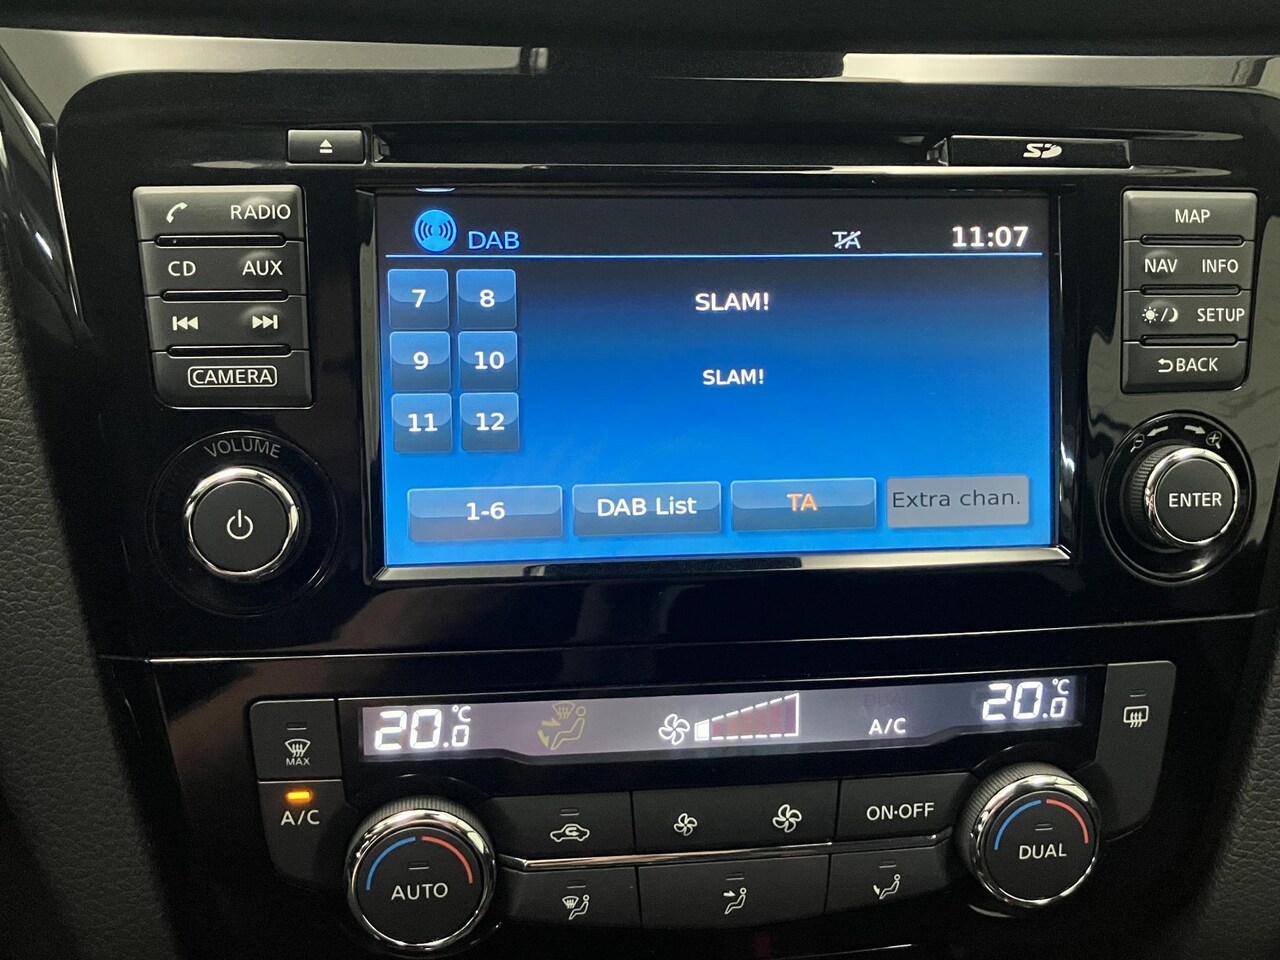 SD
RADIO
CD AUX
CAMERA
VOLUME
DAB TA 11:07
7 8
9 10
11 12
SLAM!
SLAM!
1-6 DAB List TA Extra chan.
MAP
NAV INFO
SETUP
BACK
ENTER
20.0 °C A/C 20.0 °C
MAX
A/C
AUTO
ON·OFF
DUAL